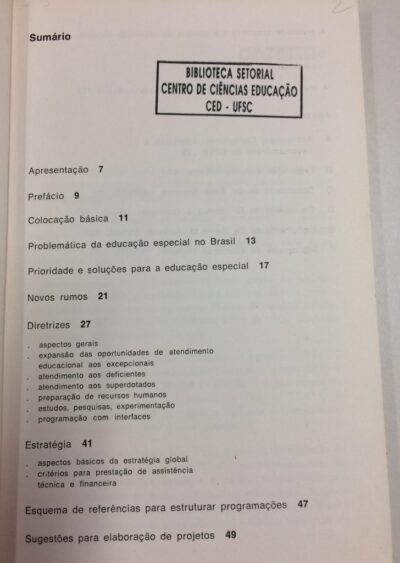 Sumário
BIBLIOTECA SETORIAL
CENTRO DE CIÊNCIAS EDUCAÇÃO
CED - UFSC
Apresentação 7
Prefácio 9
Colocação básica 11
Problemática da educação especial no Brasil 13
Prioridade e soluções para a educação especial 17
Novos rumos 21
Diretrizes 27
. aspectos gerais
. expansão das oportunidades de atendimento
educacional aos excepcionais
. atendimento aos deficientes
. atendimento aos superdotados
. preparação de recursos humanos
. estudos, pesquisas, experimentação
. programação com interfaces
Estratégia 41
. aspectos básicos da estratégia global
. critérios para prestação de assistência
técnica e financeira
Esquema de referências para estruturar programações 47
Sugestões para elaboração de projetos 49